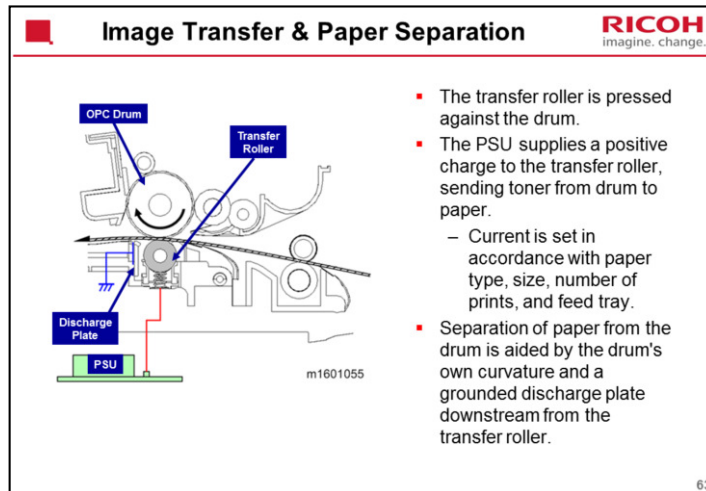 Image Transfer & Paper Separation
RICOH
imagine. change.
OPC Drum
Transfer
Roller
Discharge
Plate
PSU
m1601055
▪ The transfer roller is pressed
against the drum.
▪ The PSU supplies a positive
charge to the transfer roller,
sending toner from drum to
paper.
– Current is set in
accordance with paper
type, size, number of
prints, and feed tray.
▪ Separation of paper from the
drum is aided by the drum's
own curvature and a
grounded discharge plate
downstream from the
transfer roller.
63